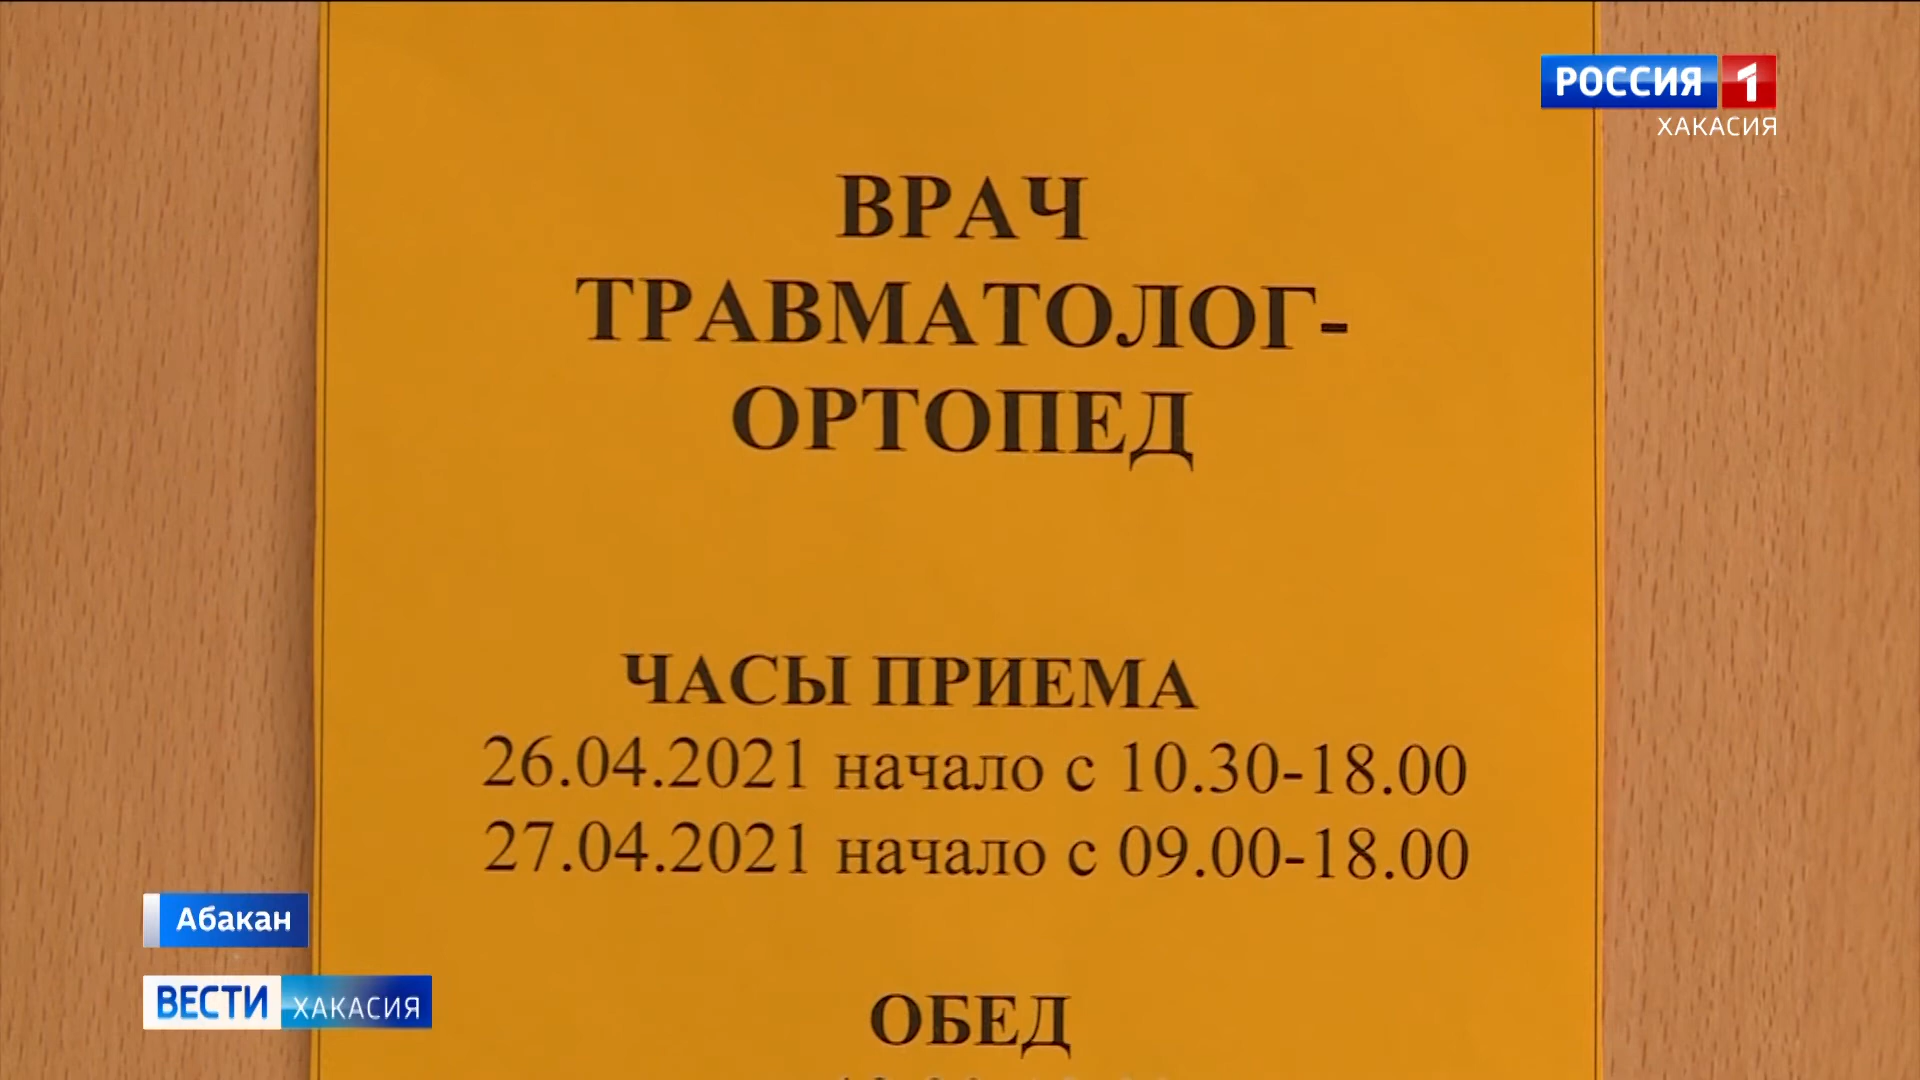 РОССИЯ 1
ХАКАСИЯ
ВРАЧ
ТРАВМАТОЛОГ-
ОРТОПЕД
ЧАСЫ ПРИЕМА
26.04.2021 начало с 10.30-18.00
27.04.2021 начало с 09.00-18.00
Абакан
ВЕСТИ ХАКАСИЯ
ОБЕД